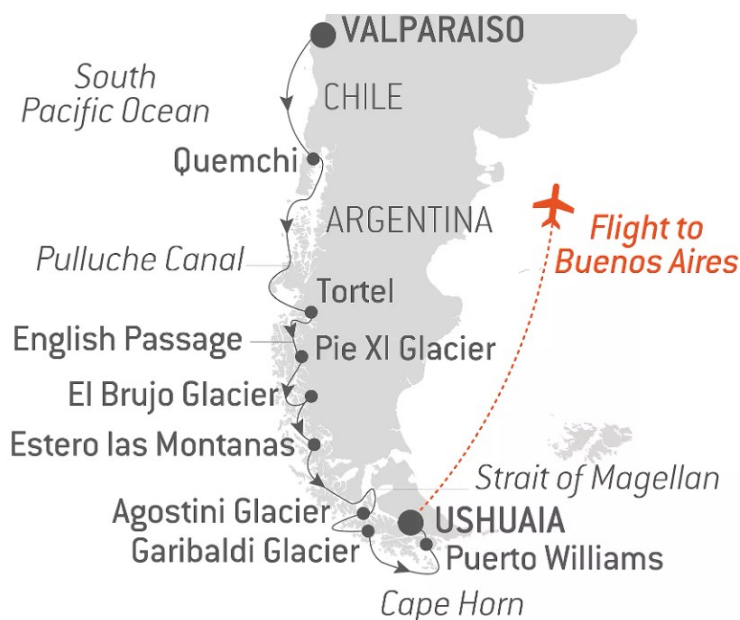 VALPARAISO
South
Pacific Ocean
CHILE
Quemchi
ARGENTINA
Flight to
Buenos Aires
Pulluche Canal
Tortel
English Passage
Pie XI Glacier
El Brujo Glacier
Estero las Montanas
Strait of Magellan
Agostini Glacier
USHUAIA
Garibaldi Glacier
Puerto Williams
Cape Horn